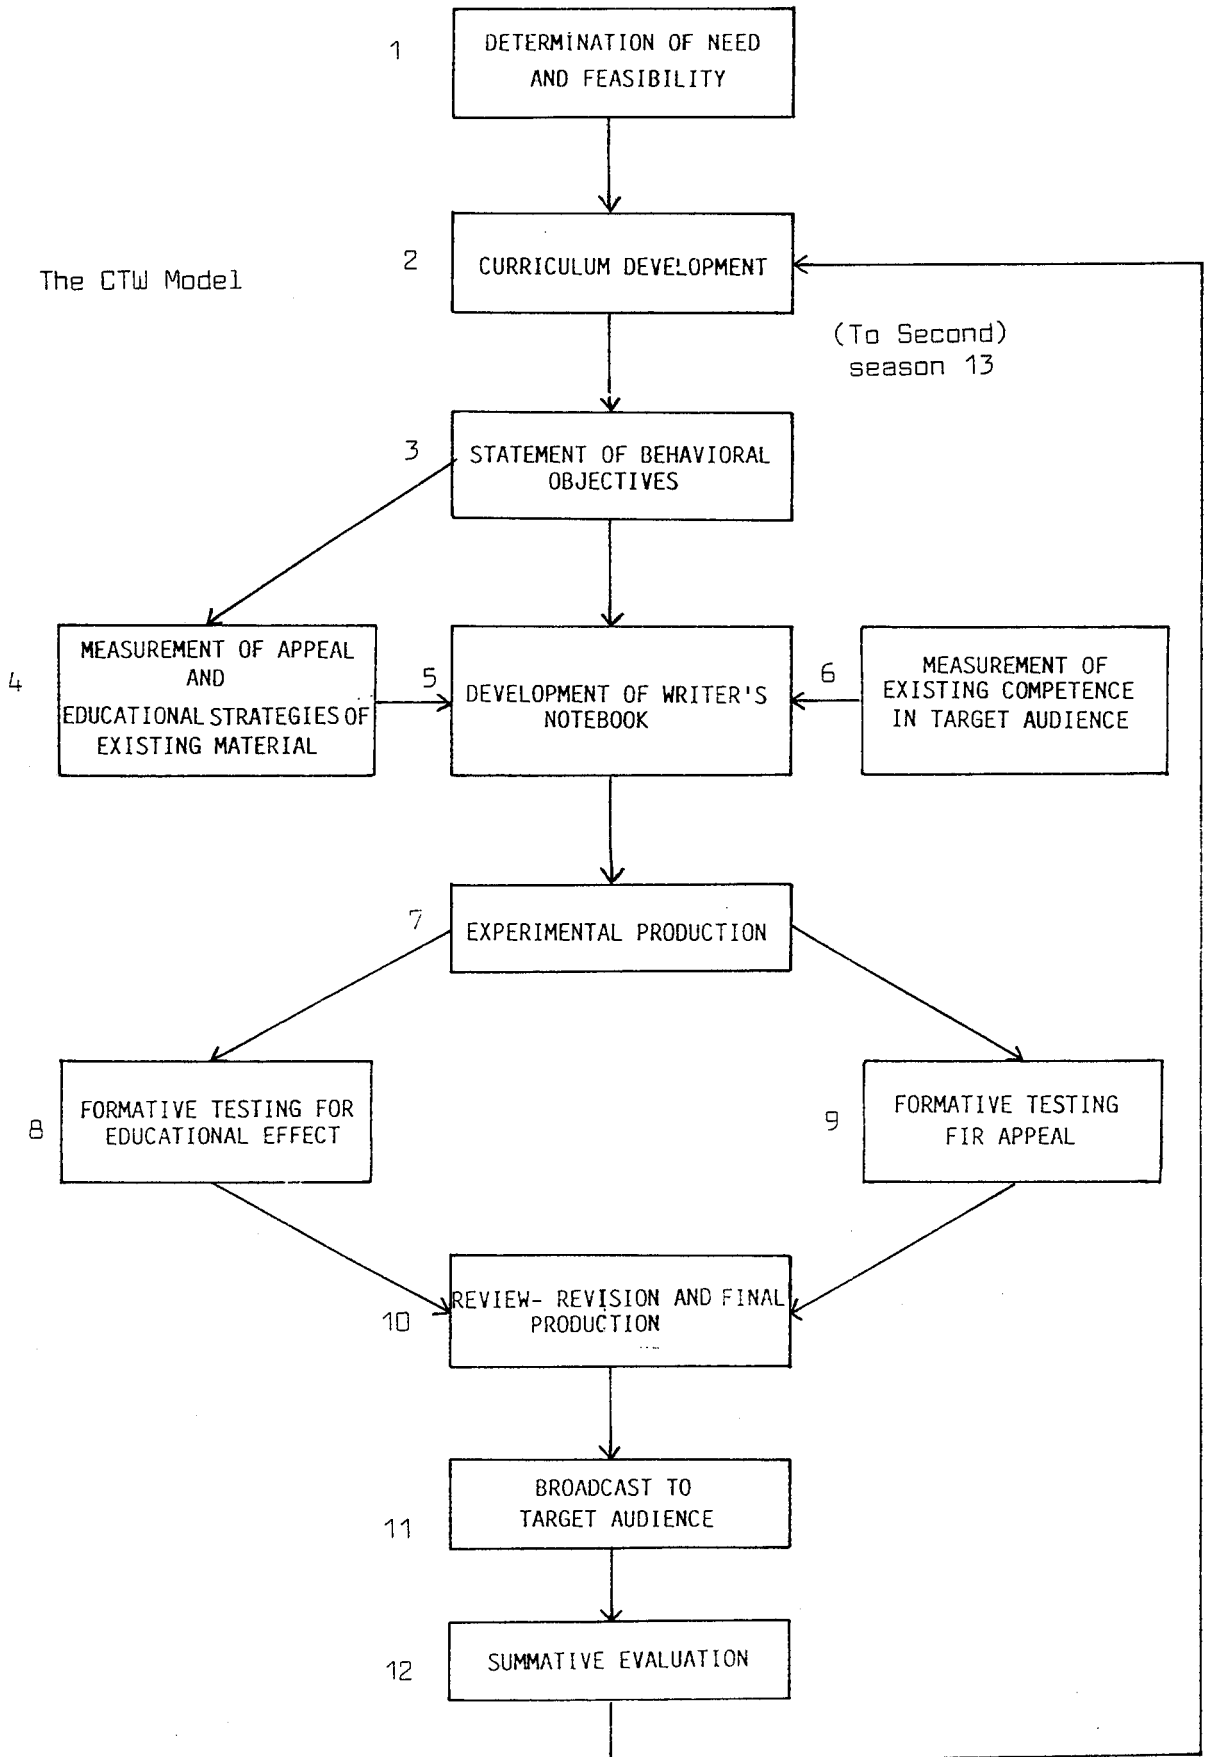 1
DETERMINATION OF NEED
AND FEASIBILITY
The CTW Model
2
CURRICULUM DEVELOPMENT
(To Second)
season 13
3
STATEMENT OF BEHAVIORAL
OBJECTIVES
4
MEASUREMENT OF APPEAL
AND
EDUCATIONAL STRATEGIES OF
EXISTING MATERIAL
5
DEVELOPMENT OF WRITER'S
NOTEBOOK
6
MEASUREMENT OF
EXISTING COMPETENCE
IN TARGET AUDIENCE
7
EXPERIMENTAL PRODUCTION
8
FORMATIVE TESTING FOR
EDUCATIONAL EFFECT
9
FORMATIVE TESTING
FIR APPEAL
10
REVIEW- REVISION AND FINAL
PRODUCTION
11
BROADCAST TO
TARGET AUDIENCE
12
SUMMATIVE EVALUATION